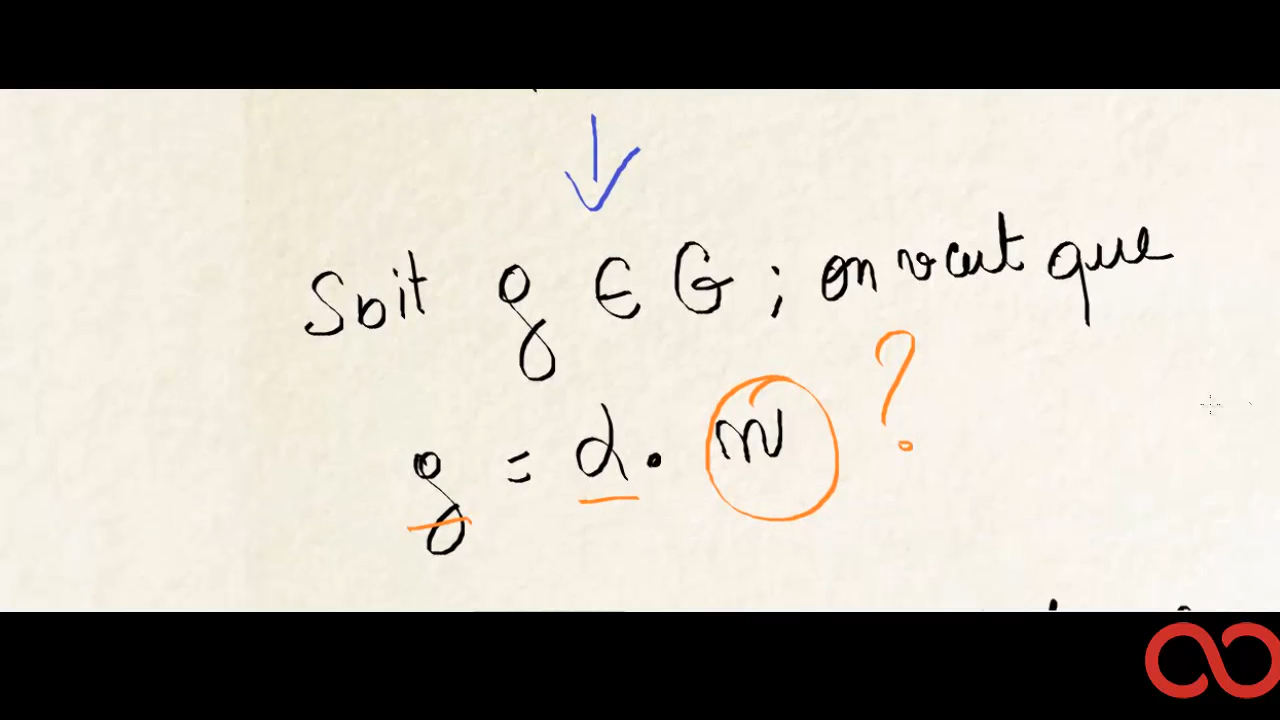 Soit g ∈ G ; on veut que
g = α . m ?